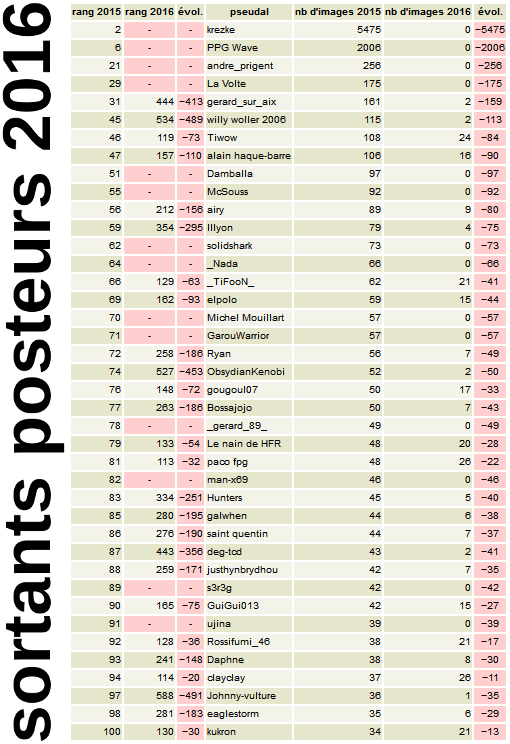 sortants posteurs 2016
rang 2015 rang 2016 évol. pseudal nb d'images 2015 nb d'images 2016 évol.
2 - - krezke 5475 0 −5475
6 - - PPG Wave 2006 0 −2006
21 - - andre_prigent 256 0 −256
29 - - La Volte 175 0 −175
31 444 −413 gerard_sur_aix 161 2 −159
45 534 −489 willy woller 2006 115 2 −113
46 119 −73 Tiwow 108 24 −84
47 157 −110 alain haque-barre 106 16 −90
51 - - Damballa 97 0 −97
55 - - McSouss 92 0 −92
56 212 −156 airy 89 9 −80
59 354 −295 Illyon 79 4 −75
62 - - solidshark 73 0 −73
64 - - _Nada 66 0 −66
66 129 −63 _TiFooN_ 62 21 −41
69 162 −93 elpolo 59 15 −44
70 - - Michel Mouillart 57 0 −57
71 - - GarouWarrior 57 0 −57
72 258 −186 Ryan 56 7 −49
74 527 −453 ObsydianKenobi 52 2 −50
76 148 −72 gougoul07 50 17 −33
77 263 −186 Bossajojo 50 7 −43
78 - - _gerard_89_ 49 0 −49
79 133 −54 Le nain de HFR 48 20 −28
81 113 −32 paco fpg 48 26 −22
82 - - man-x69 46 0 −46
83 334 −251 Hunters 45 5 −40
85 280 −195 galwhen 44 6 −38
86 276 −190 saint quentin 44 7 −37
87 443 −356 deg-tcd 43 2 −41
88 259 −171 justhynbrydhou 42 7 −35
89 - - s3r3g 42 0 −42
90 165 −75 GuiGui013 42 15 −27
91 - - ujina 39 0 −39
92 128 −36 Rossifumi_46 38 21 −17
93 241 −148 Daphne 38 8 −30
94 114 −20 clayclay 37 26 −11
97 588 −491 Johnny-vulture 36 1 −35
98 281 −183 eaglestorm 35 6 −29
100 130 −30 kukron 34 21 −13